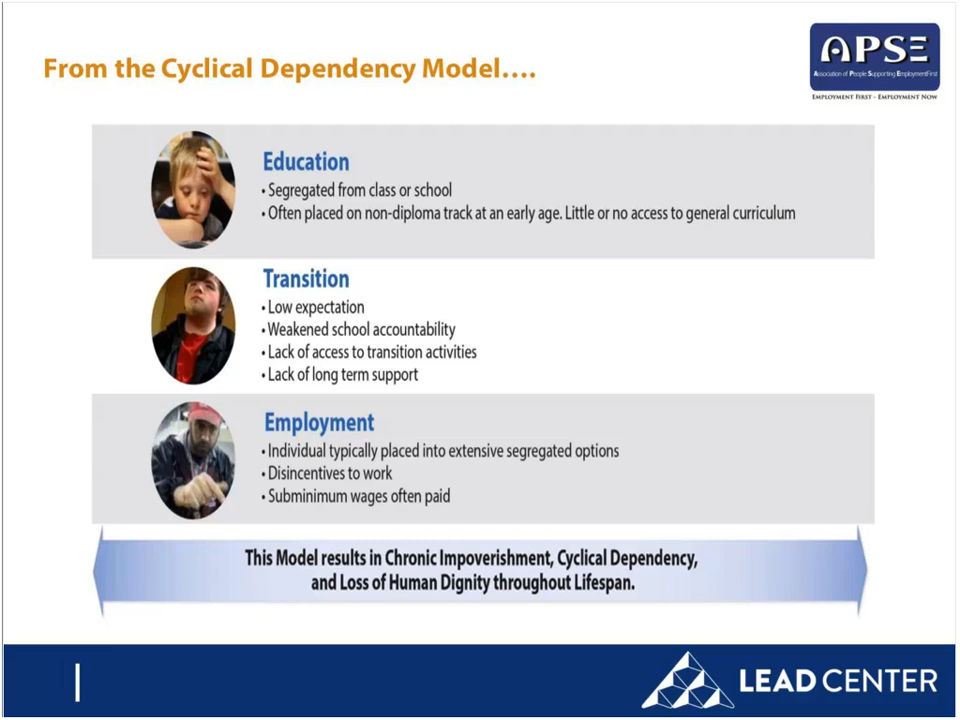 From the Cyclical Dependency Model....
APSE
Association of People Supporting EmploymentFirst
EMPLOYMENT FIRST - EMPLOYMENT NOW
Education
• Segregated from class or school
• Often placed on non-diploma track at an early age. Little or no access to general curriculum
Transition
• Low expectation
• Weakened school accountability
• Lack of access to transition activities
• Lack of long term support
Employment
• Individual typically placed into extensive segregated options
• Disincentives to work
• Subminimum wages often paid
This Model results in Chronic Impoverishment, Cyclical Dependency,
and Loss of Human Dignity throughout Lifespan.
LEAD CENTER